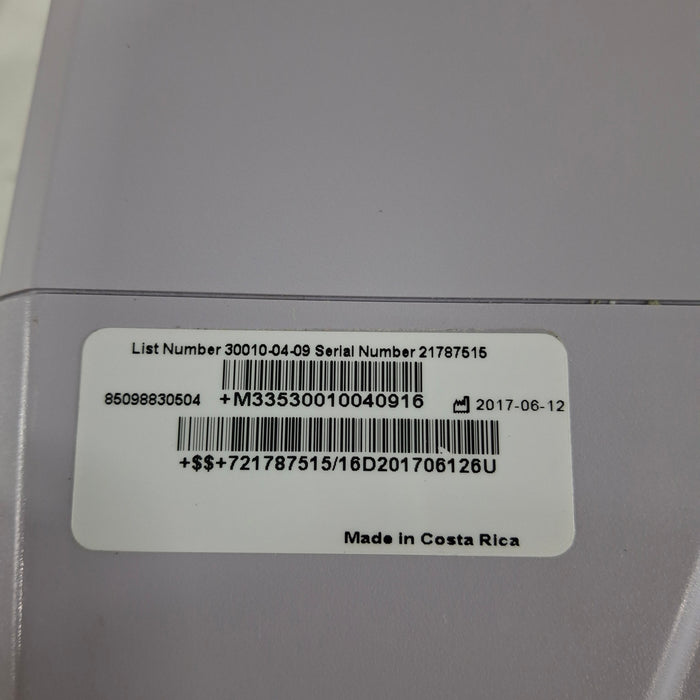 List Number 30010-04-09 Serial Number 21787515
85098830504 +M33530010040916 2017-06-12
+$$+721787515/16D201706126U
Made in Costa Rica